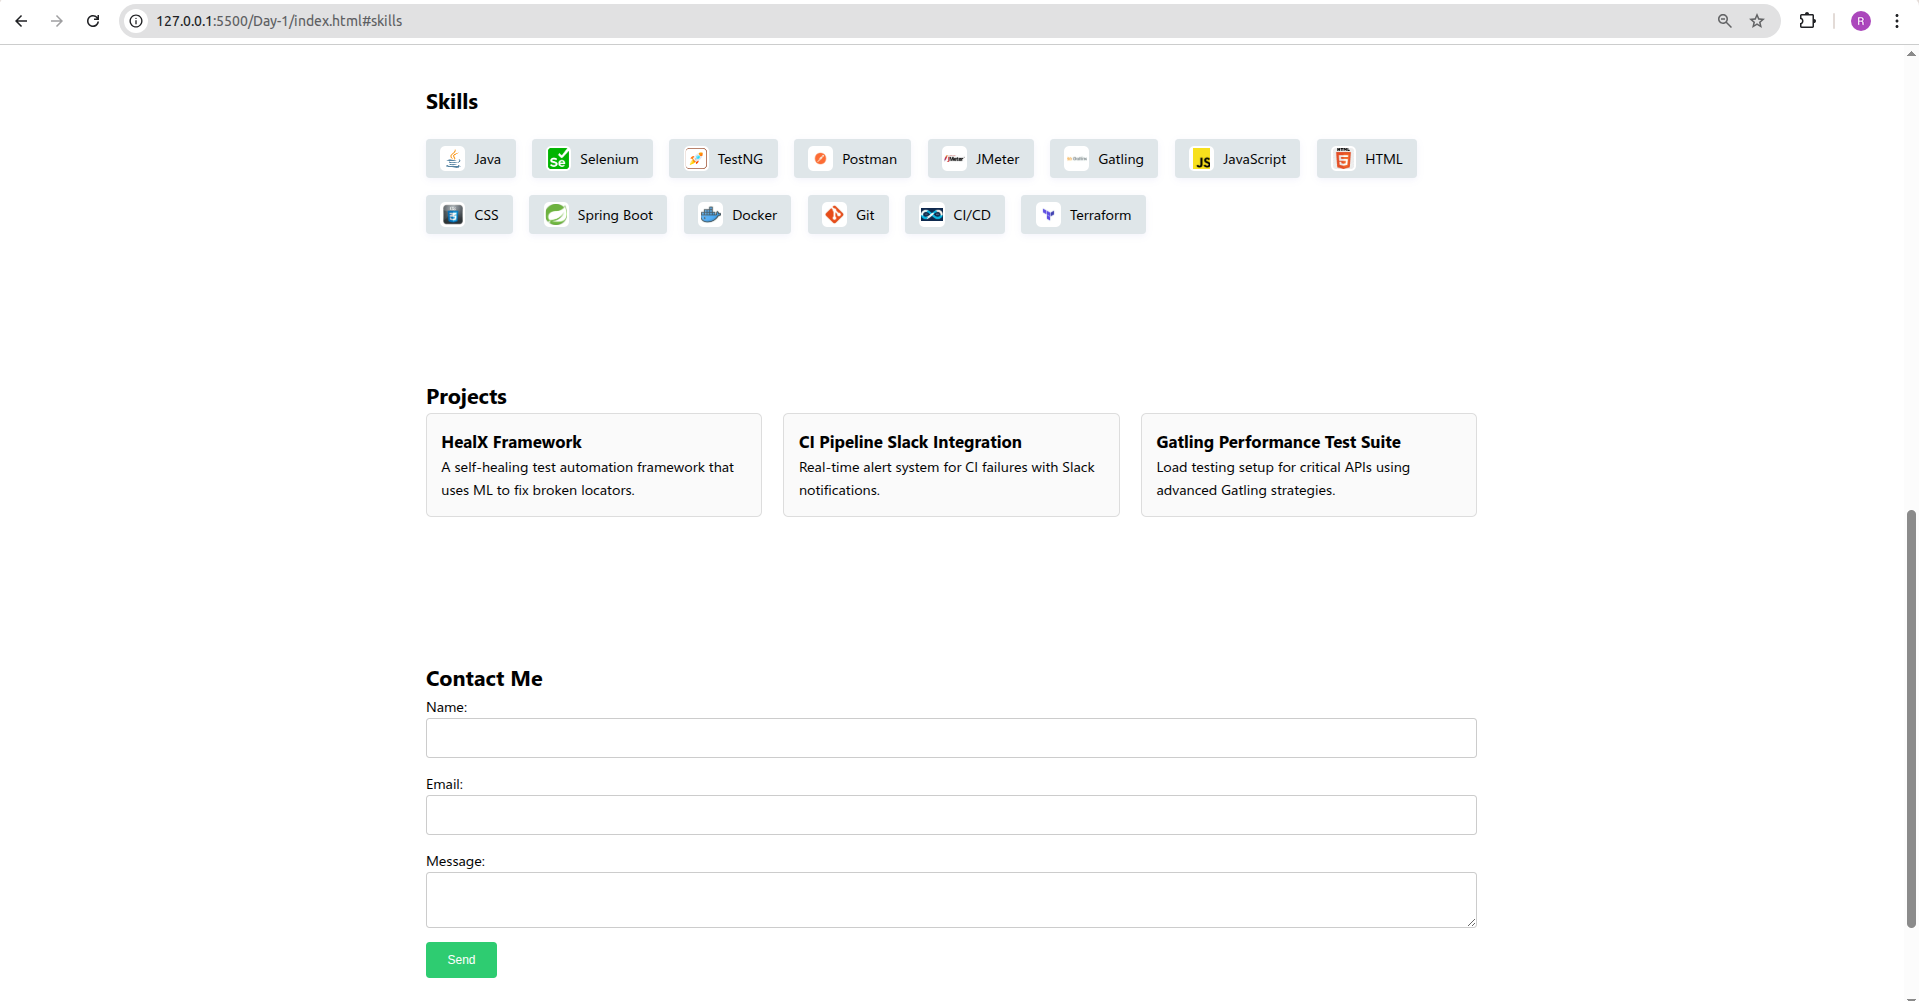 127.0.0.1:5500/Day-1/index.html#skills
R
Skills
Java Selenium TestNG Postman JMeter Gatling JavaScript HTML
CSS Spring Boot Docker Git CI/CD Terraform
Projects
HealX Framework
A self-healing test automation framework that
uses ML to fix broken locators.
CI Pipeline Slack Integration
Real-time alert system for CI failures with Slack
notifications.
Gatling Performance Test Suite
Load testing setup for critical APIs using
advanced Gatling strategies.
Contact Me
Name:
Email:
Message:
Send